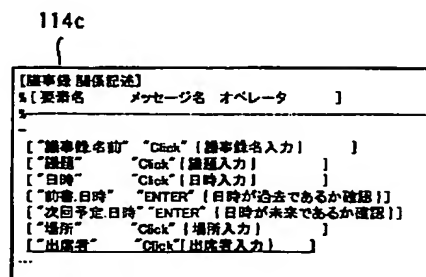 114c
[議事録 関係記述]
%[要素名 メッセージ名 オペレータ ]
%
–
["議事録名前" "Click" {議事録名入力} ]
["議題" "Click" {議題入力} ]
["日時" "Click" {日時入力} ]
["前書.日時" "ENTER" {日時が過去であるか確認}]
["次回予定.日時" "ENTER" {日時が未来であるか確認}]
["場所" "Click" {場所入力} ]
["出席者" "Click" {出席者入力} ]
...